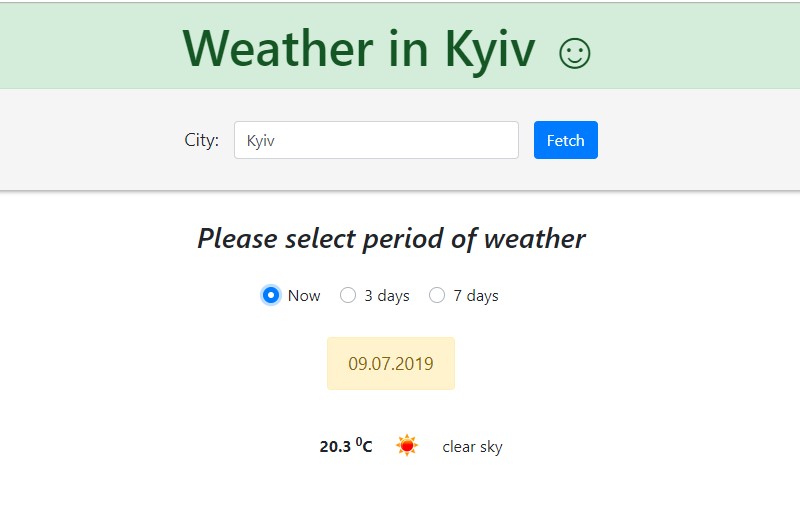 Weather in Kyiv ☺
City: Kyiv Fetch
Please select period of weather
Now 3 days 7 days
09.07.2019
20.3 ⁰C clear sky